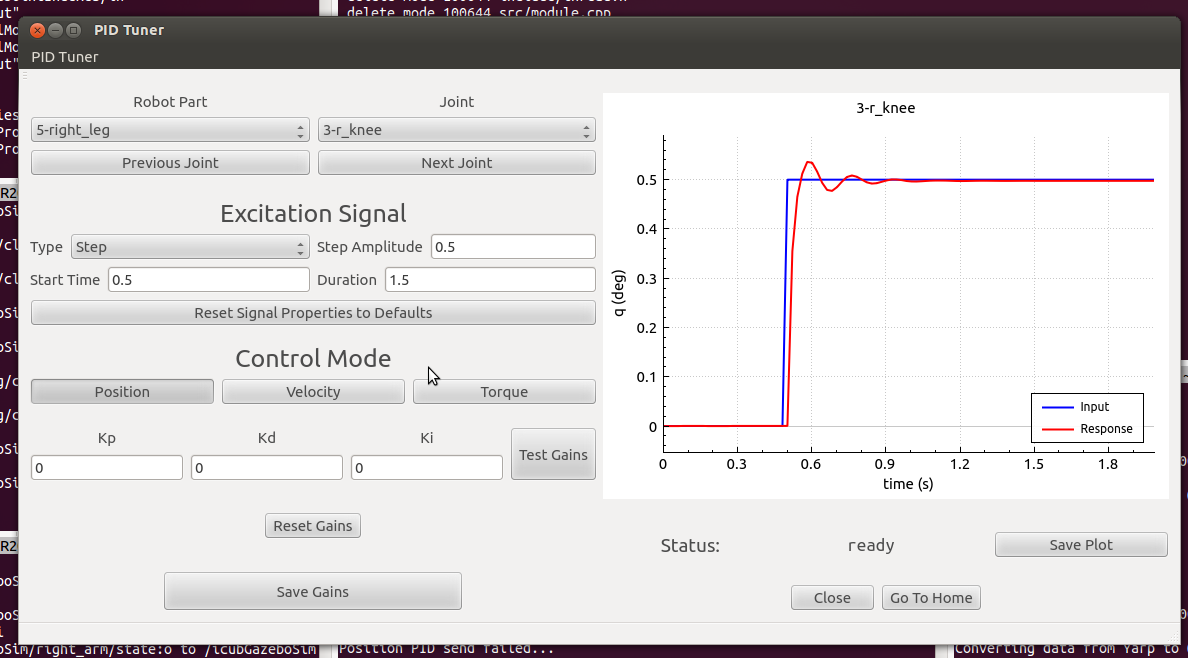 delete mode 100644 src/module.cpp
PID Tuner
PID Tuner
Robot Part
Joint
5-right_leg
3-r_knee
Previous Joint
Next Joint
Excitation Signal
Type
Step
Step Amplitude
0.5
Start Time
0.5
Duration
1.5
Reset Signal Properties to Defaults
Control Mode
Position
Velocity
Torque
Kp
Kd
Ki
0
0
0
Test Gains
Reset Gains
Save Gains
3-r_knee
q (deg)
0.5
0.4
0.3
0.2
0.1
0
0
0.3
0.6
0.9
1.2
1.5
1.8
time (s)
Input
Response
Status:
ready
Save Plot
Close
Go To Home
oSim/right_arm/state:o to /icubGazeboSim
Position PID send failed...
Converting data from Yarp to